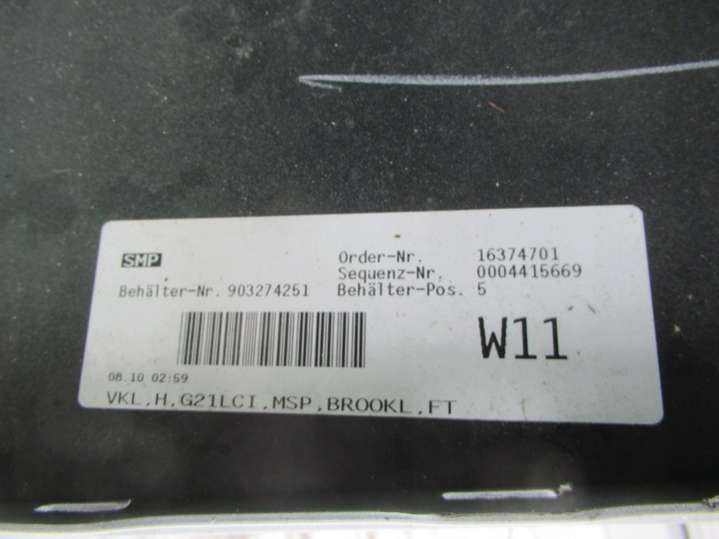 SMP
Order-Nr. 16374701
Sequenz-Nr. 0004415669
Behälter-Nr. 903274251 Behälter-Pos. 5
W11
08.10 02:59
VKL,H,G21LCI,MSP,BROOKL,FT